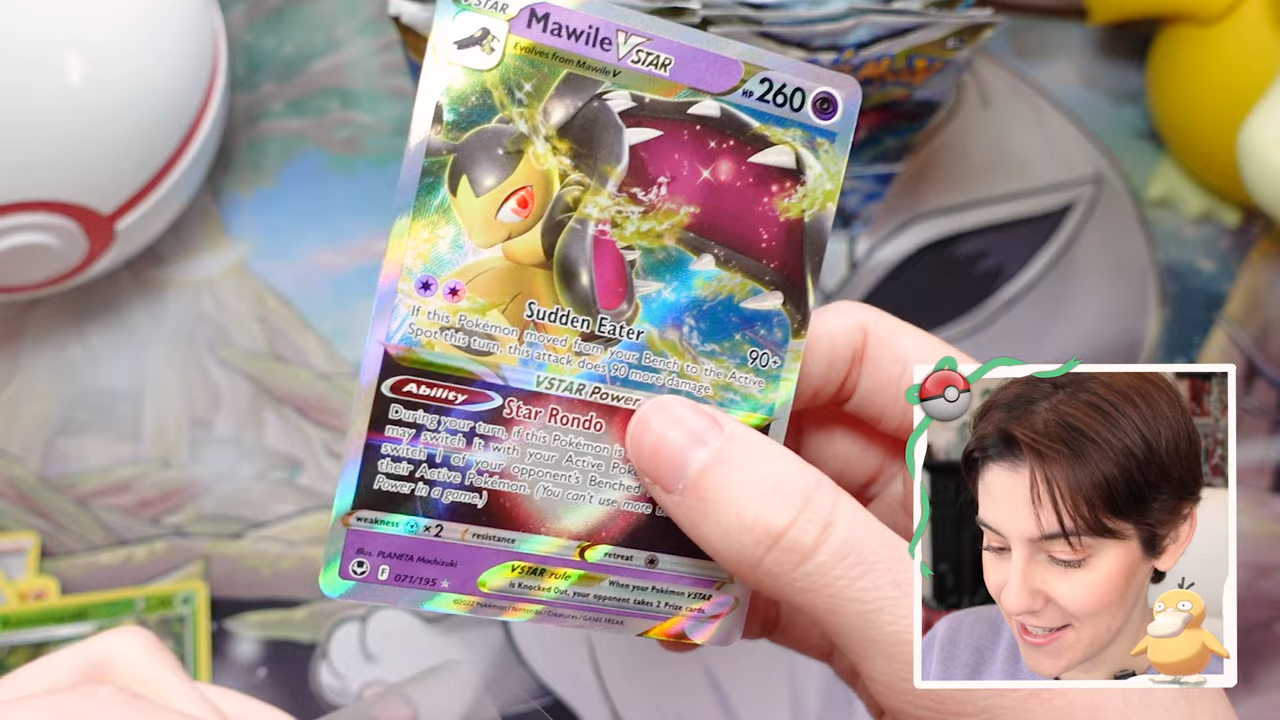 VSTAR
Mawile VSTAR
Evolves from Mawile V
HP 260
Sudden Eater
90+
If this Pokémon moved from your Bench to the Active
Spot this turn, this attack does 90 more damage.
VSTAR Power
Ability
Star Rondo
During your turn, if this Pokémon is
may switch it with your Active
switch 1 of your opponent's Benched
their Active Pokémon. (You can't use more
Power in a game.)
weakness ×2 resistance retreat
Illus. PLANETA Mochizuki
F 071/195
VSTAR rule When your Pokémon VSTAR
is Knocked Out, your opponent takes 2 Prize cards.
©2022 Pokémon / Nintendo / Creatures / GAME FREAK